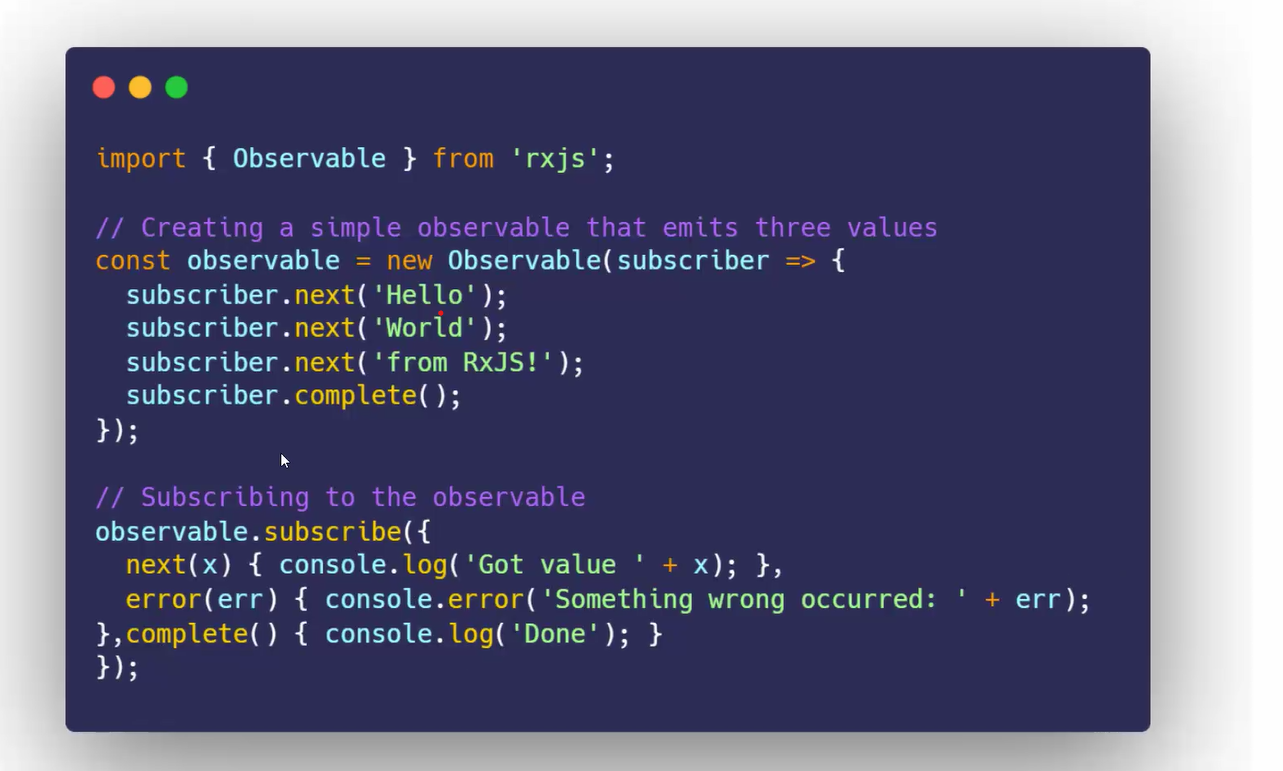 import { Observable } from 'rxjs';
// Creating a simple observable that emits three values
const observable = new Observable(subscriber => {
  subscriber.next('Hello');
  subscriber.next('World');
  subscriber.next('from RxJS!');
  subscriber.complete();
});
// Subscribing to the observable
observable.subscribe({
  next(x) { console.log('Got value ' + x); },
  error(err) { console.error('Something wrong occurred: ' + err);
},complete() { console.log('Done'); }
});